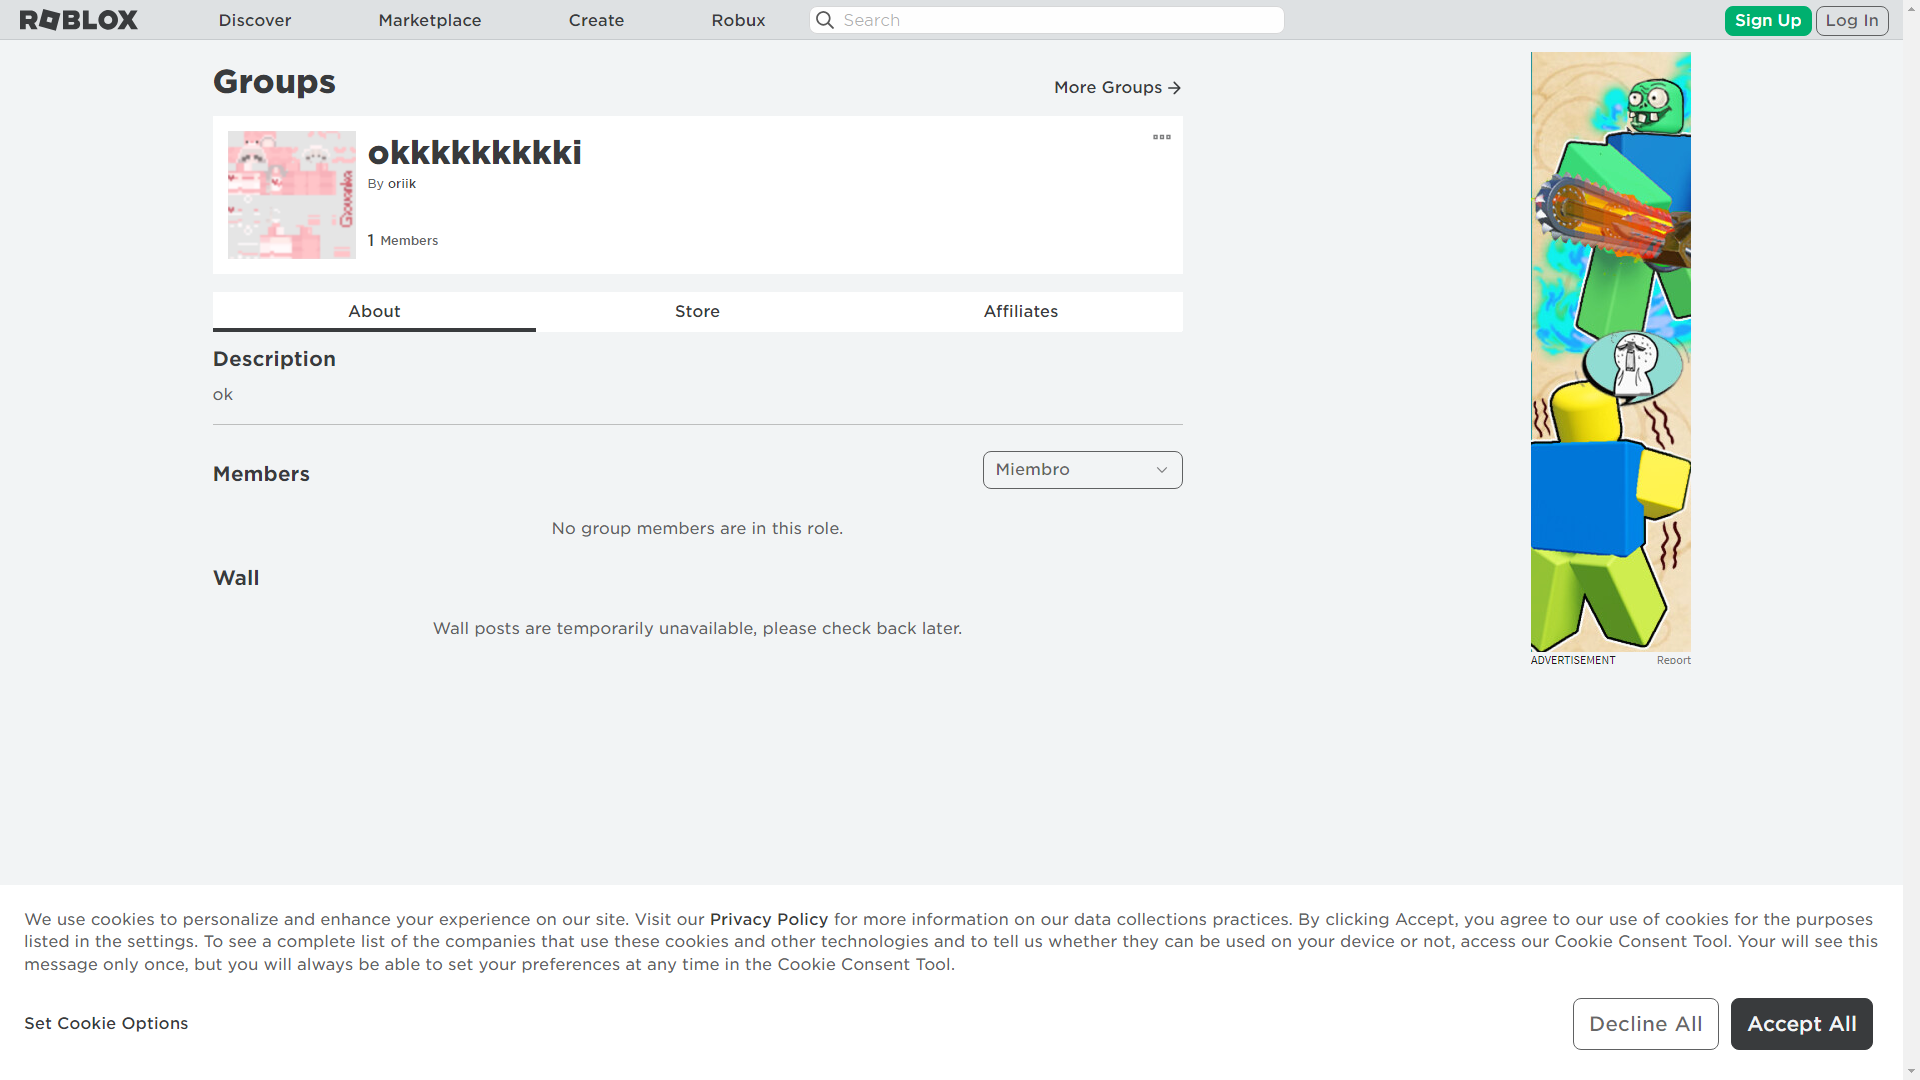 ROBLOX
Discover
Marketplace
Create
Robux
Search
Sign Up
Log In
Groups
More Groups
okkkkkkkkki
By oriik
1 Members
Gouanka
About
Store
Affiliates
Description
ok
Members
Miembro
No group members are in this role.
Wall
Wall posts are temporarily unavailable, please check back later.
ADVERTISEMENT
Report
We use cookies to personalize and enhance your experience on our site. Visit our Privacy Policy for more information on our data collections practices. By clicking Accept, you agree to our use of cookies for the purposes
listed in the settings. To see a complete list of the companies that use these cookies and other technologies and to tell us whether they can be used on your device or not, access our Cookie Consent Tool. Your will see this
message only once, but you will always be able to set your preferences at any time in the Cookie Consent Tool.
Set Cookie Options
Decline All
Accept All